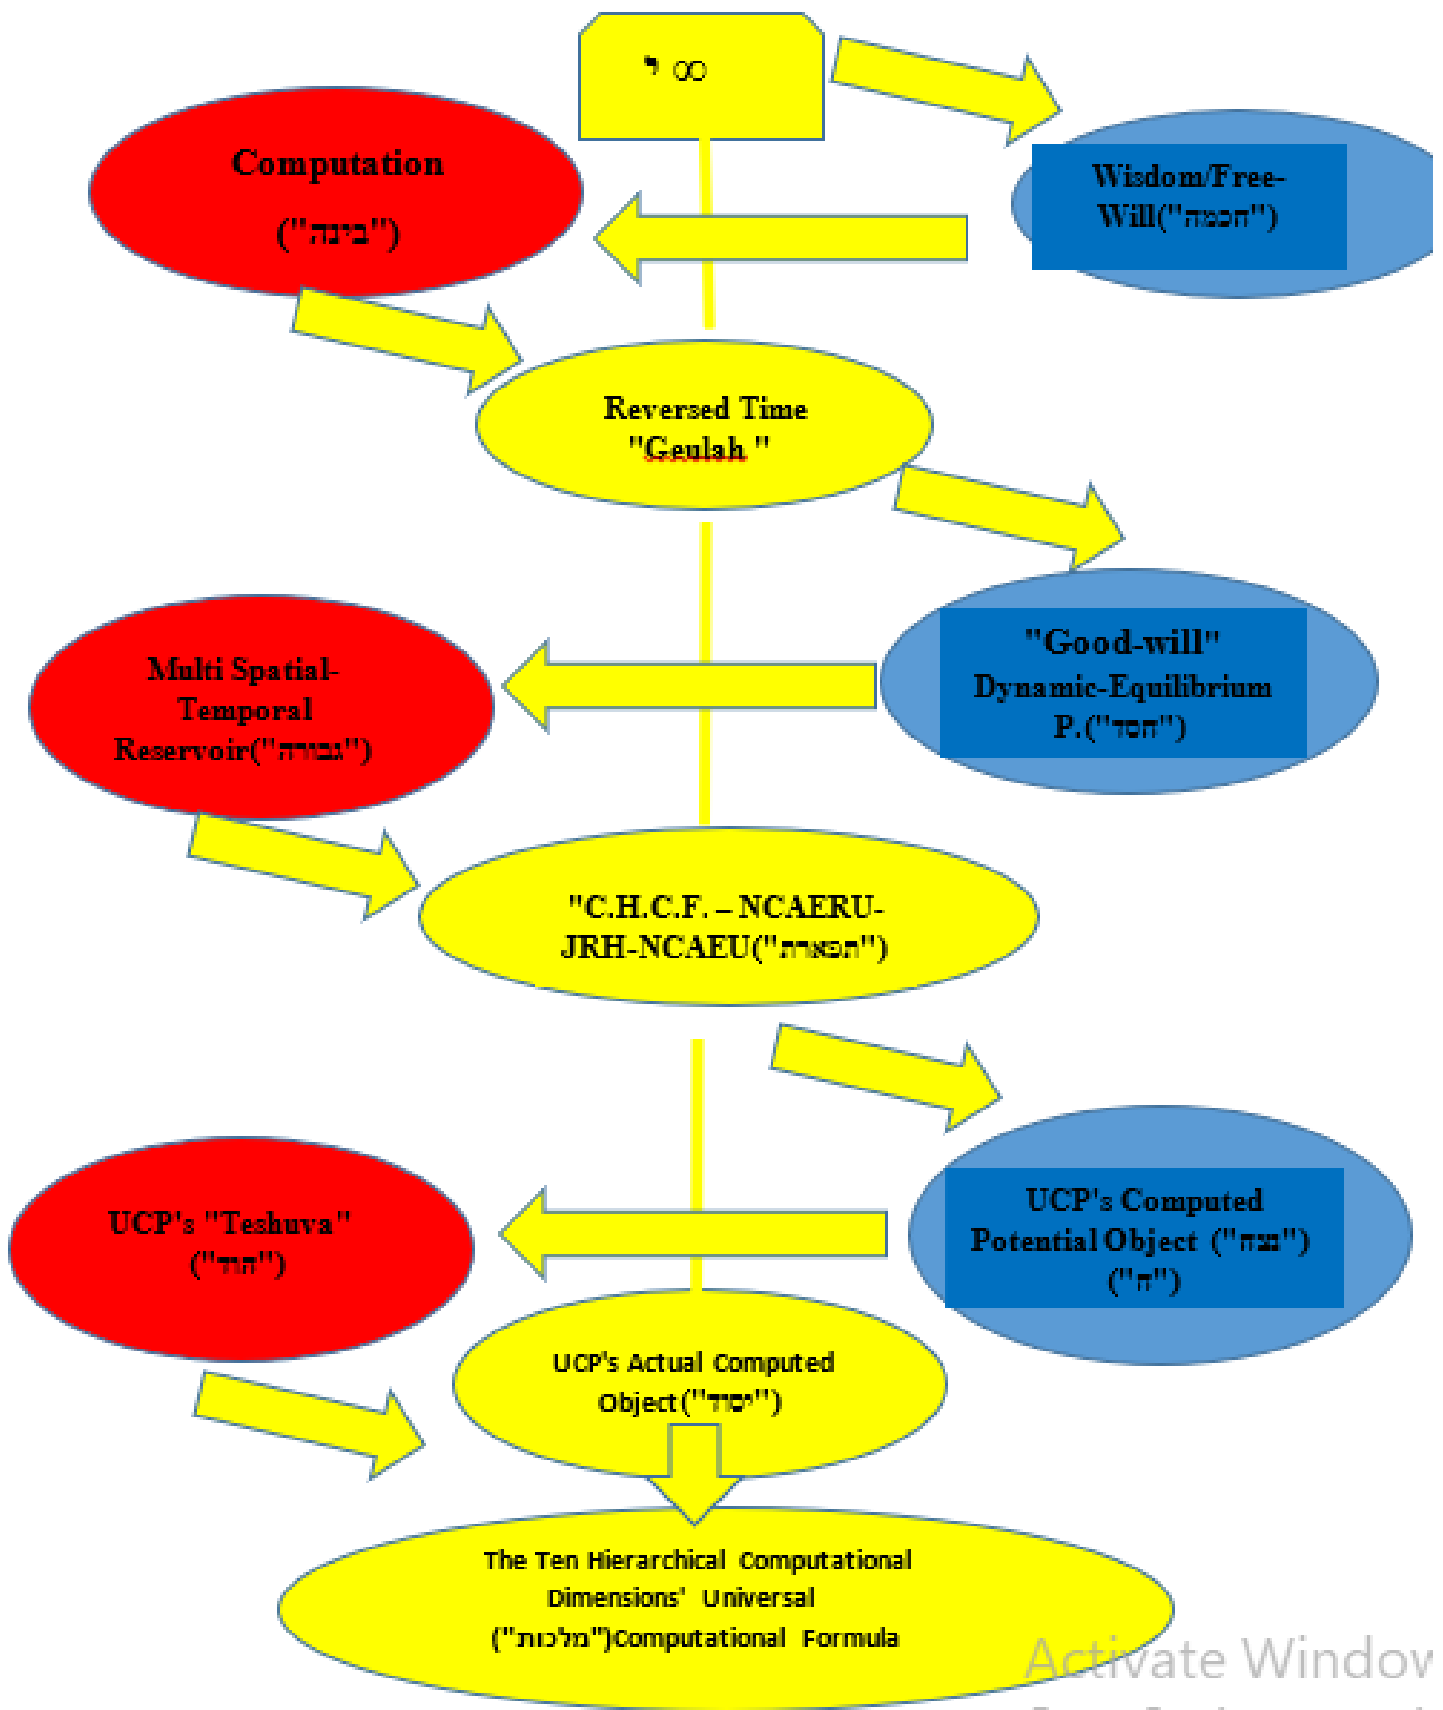 י ∞
Computation
("בינה")
Wisdom/Free-
Will("חכמה")
Reversed Time
"Geulah "
"Good-will"
Dynamic-Equilibrium
P.("חסד")
Multi Spatial-
Temporal
Reservoir("גבורה")
"C.H.C.F. – NCAERU-
JRH-NCAEU("תפארת")
UCP's Computed
Potential Object ("נצח")
("ה")
UCP's "Teshuva"
("הוד")
UCP's Actual Computed
Object("יסוד")
The Ten Hierarchical Computational
Dimensions' Universal
("מלכות")Computational Formula
Activate Window